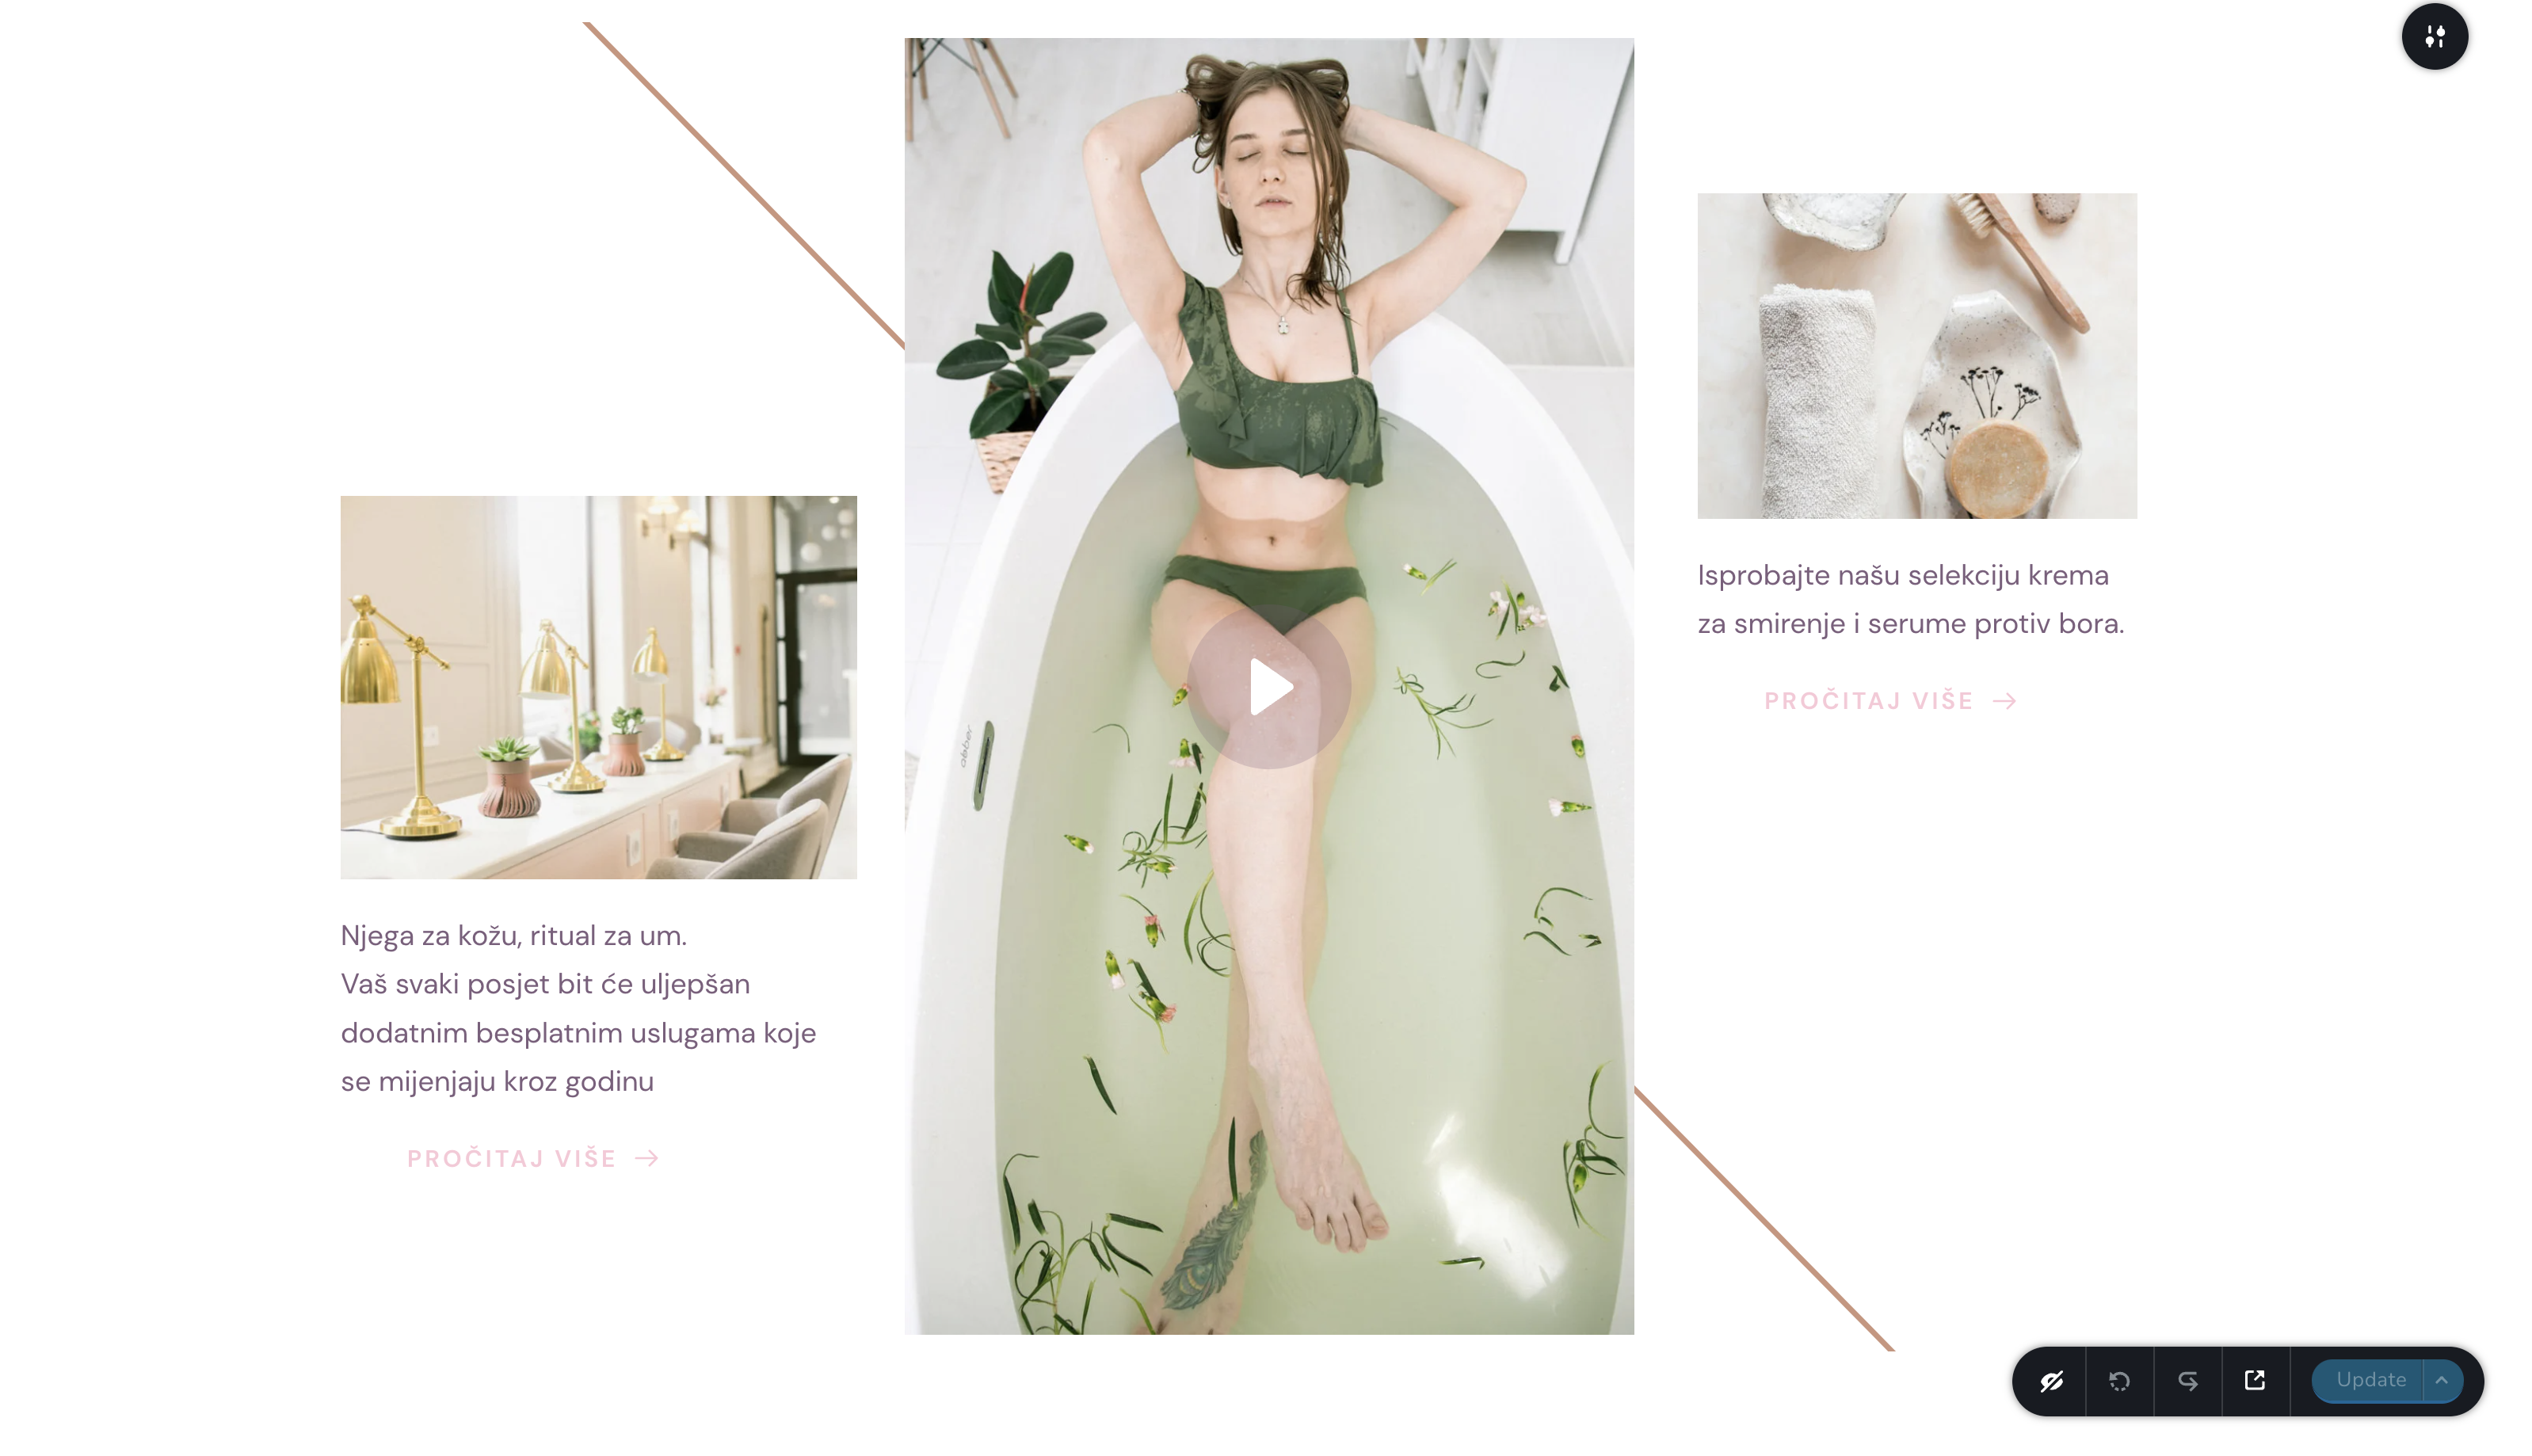 Isprobajte našu selekciju krema
za smirenje i serume protiv bora.
PROČITAJ VIŠE
Njega za kožu, ritual za um.
Vaš svaki posjet bit će uljepšan
dodatnim besplatnim uslugama koje
se mijenjaju kroz godinu
PROČITAJ VIŠE
Update